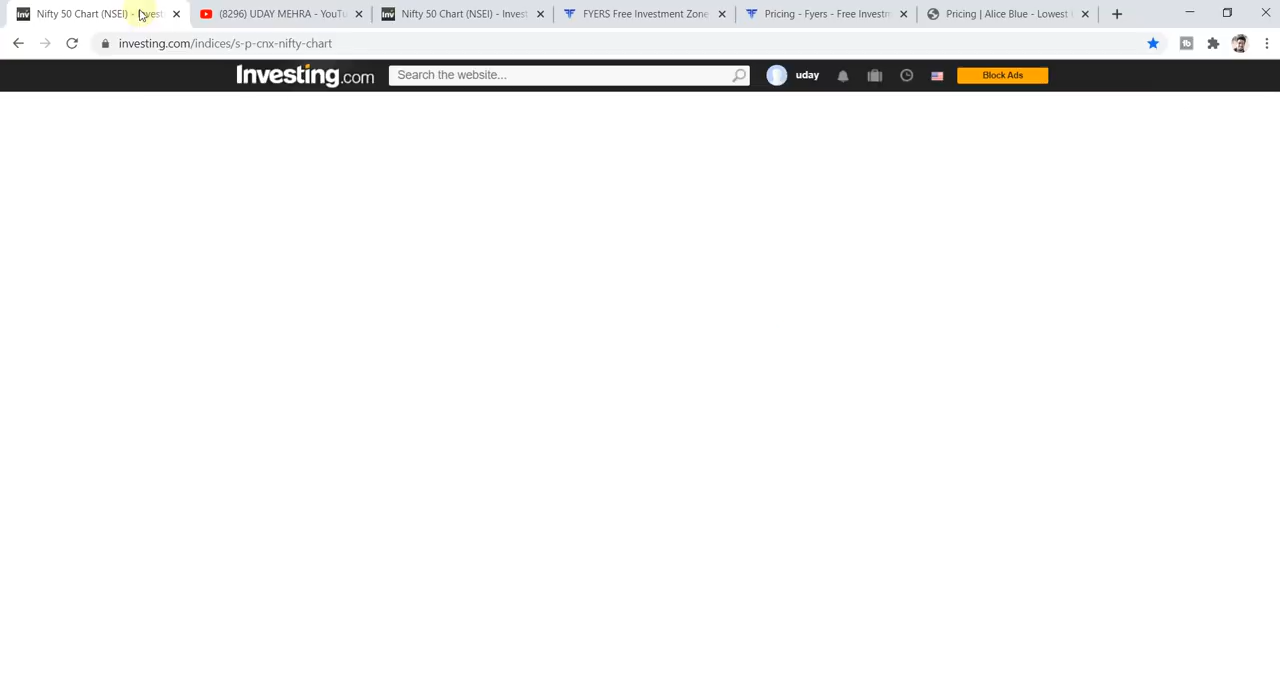 Nifty 50 Chart (NSEI) - Invest
(8296) UDAY MEHRA - YouTu
Nifty 50 Chart (NSEI) - Invest
FYERS Free Investment Zone
Pricing - Fyers - Free Investm
Pricing | Alice Blue - Lowest
investing.com/indices/s-p-cnx-nifty-chart
Investing.com
Search the website...
uday
Block Ads